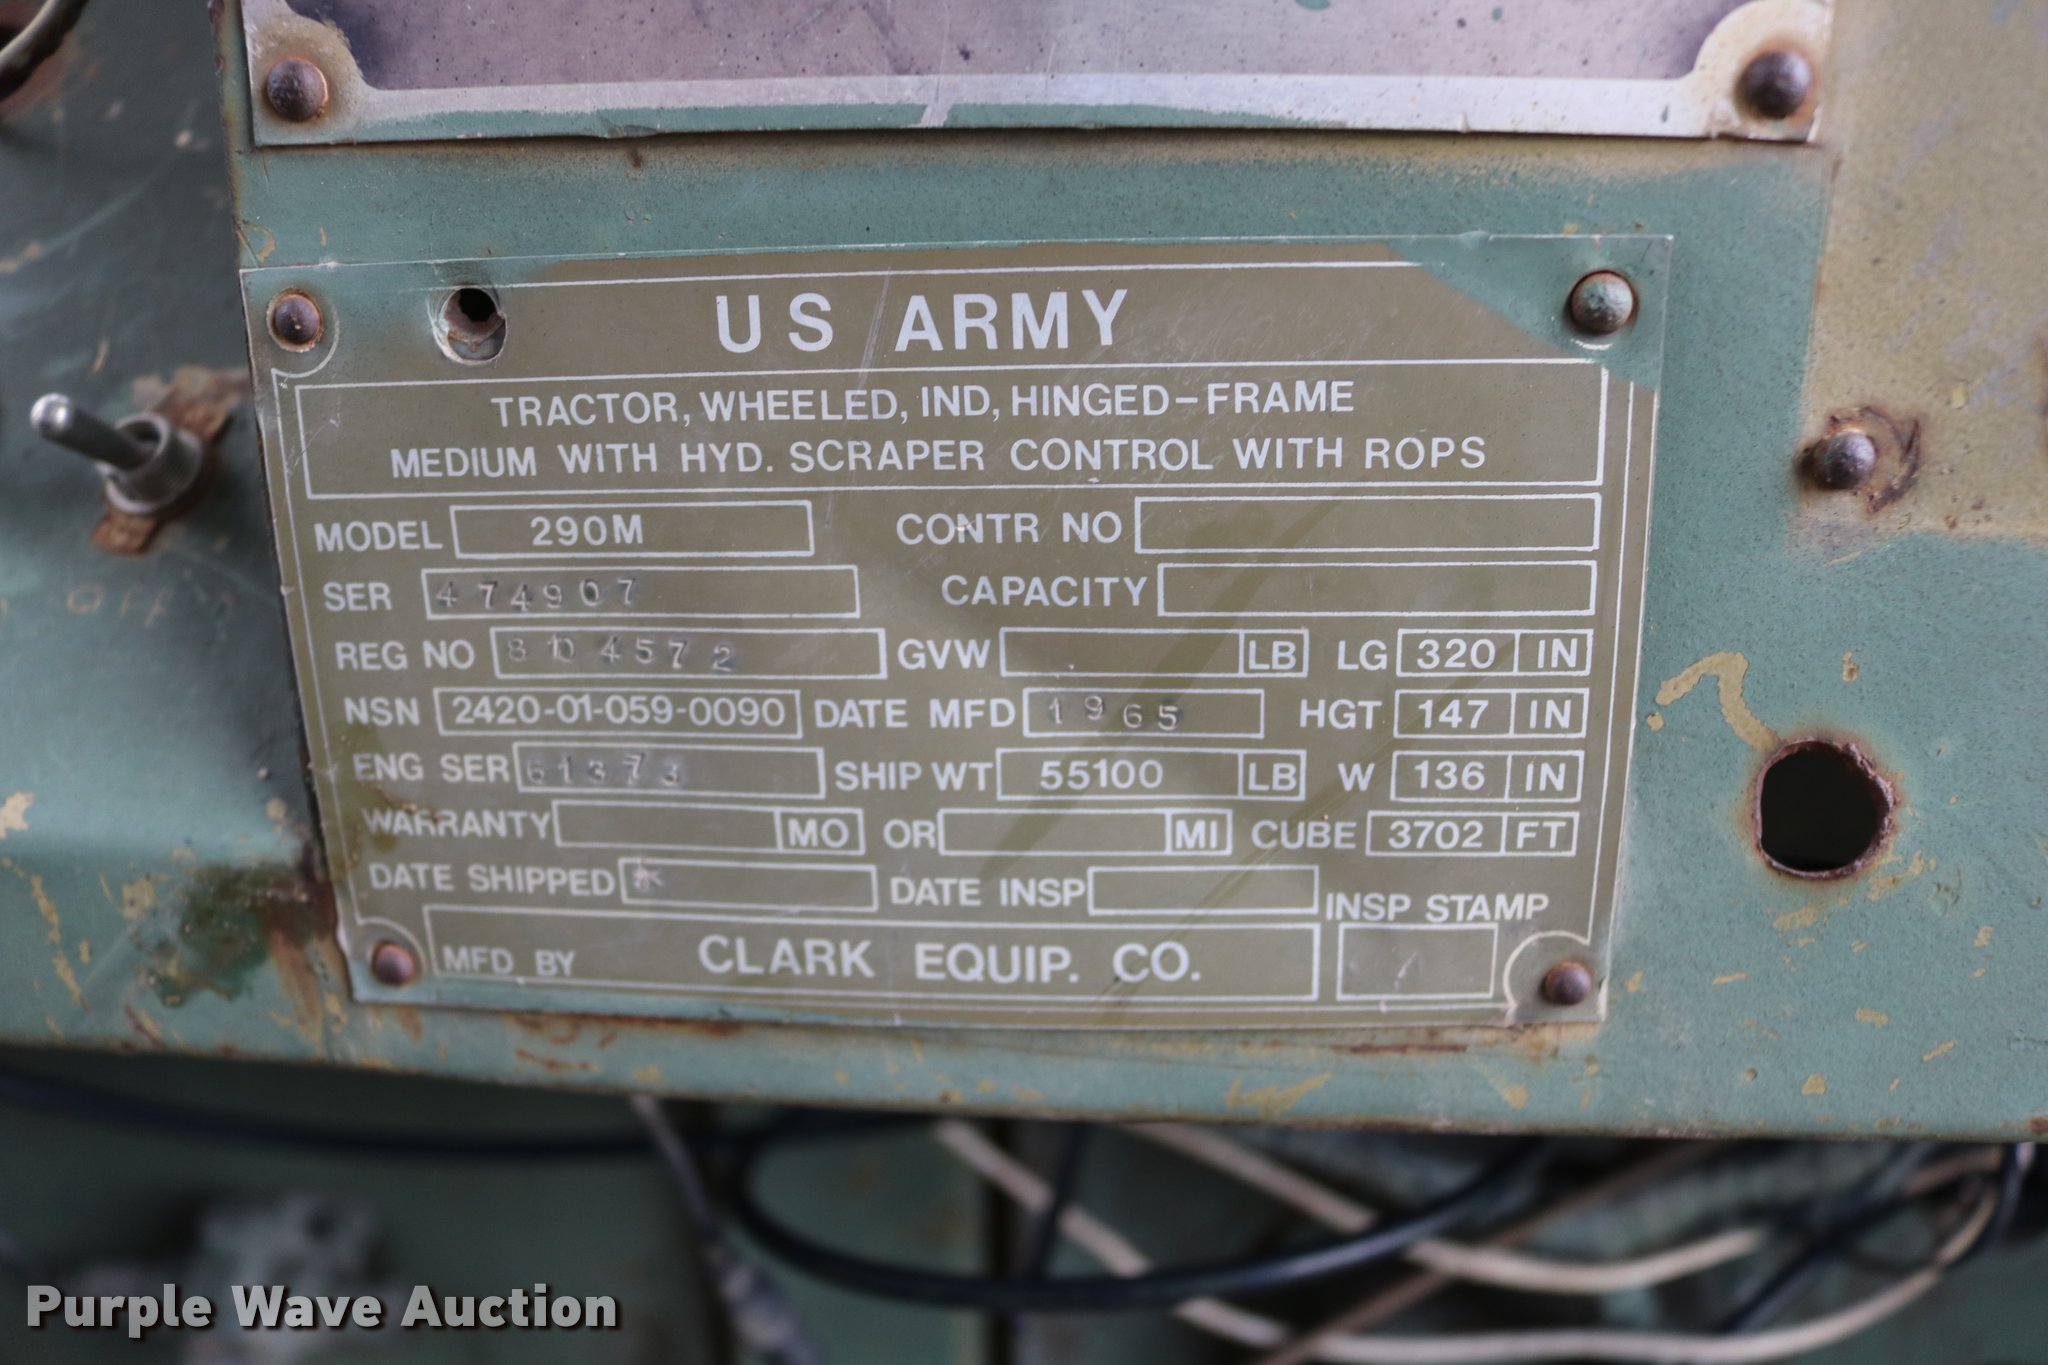 US ARMY
TRACTOR, WHEELED, IND, HINGED-FRAME
MEDIUM WITH HYD. SCRAPER CONTROL WITH ROPS
MODEL 290M CONTR NO
SER 474907 CAPACITY
REG NO GVW LB LG 320 IN
NSN 2420-01-059-0090 DATE MFD 1965 HGT 147 IN
ENG SER SHIP WT 55100 LB W 136 IN
WARRANTY MO OR MI CUBE 3702 FT
DATE SHIPPED DATE INSP INSP STAMP
MFD BY CLARK EQUIP. CO.
Purple Wave Auction